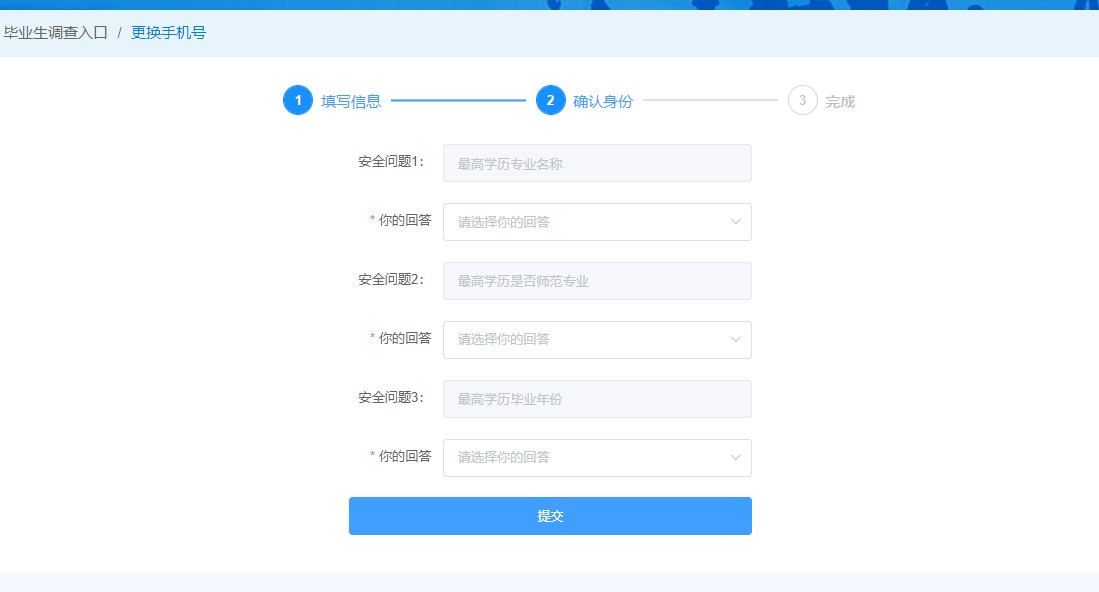 毕业生调查入口 / 更换手机号
1 填写信息 2 确认身份 3 完成
安全问题1: 最高学历专业名称
* 你的回答 请选择你的回答
安全问题2: 最高学历是否师范专业
* 你的回答 请选择你的回答
安全问题3: 最高学历毕业年份
* 你的回答 请选择你的回答
提交